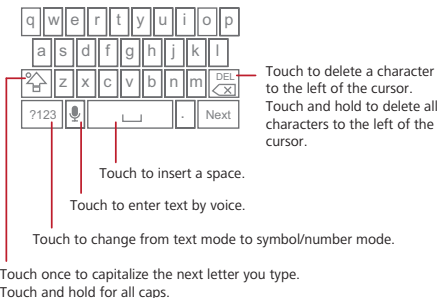 q w e r t y u i o p
a s d f g h j k l
z x c v b n m DEL
?123 . Next
Touch to delete a character
to the left of the cursor.
Touch and hold to delete all
characters to the left of the
cursor.
Touch to insert a space.
Touch to enter text by voice.
Touch to change from text mode to symbol/number mode.
Touch once to capitalize the next letter you type.
Touch and hold for all caps.